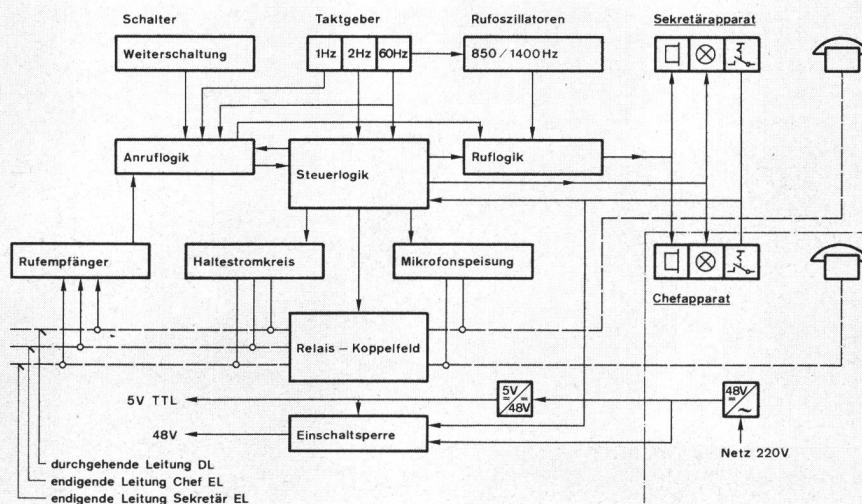 Schalter
Taktgeber
Rufoszillatoren
Sekretärapparat
Weiterschaltung
1Hz 2Hz 60Hz
850/1400Hz
Anruflogik
Steuerlogik
Ruflogik
Rufempfänger
Haltestromkreis
Mikrofonspeisung
Chefapparat
Relais – Koppelfeld
5V TTL
5V
48V
48V
48V
Einschaltsperre
Netz 220V
durchgehende Leitung DL
endigende Leitung Chef EL
endigende Leitung Sekretär EL